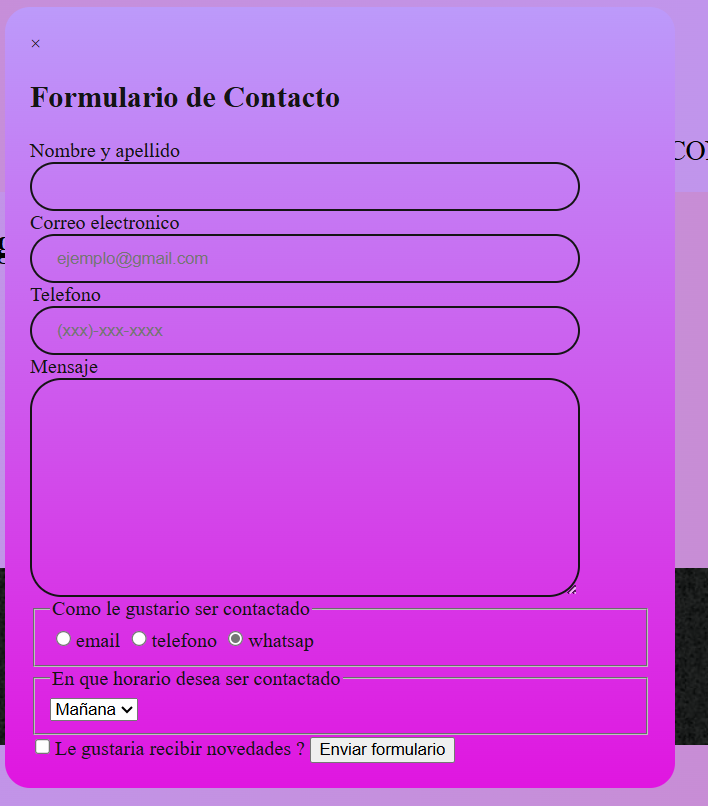 ×
Formulario de Contacto
Nombre y apellido
Correo electronico
ejemplo@gmail.com
Telefono
(xxx)-xxx-xxxx
Mensaje
Como le gustario ser contactado
email telefono whatsap
En que horario desea ser contactado
Mañana
Le gustaria recibir novedades ? Enviar formulario